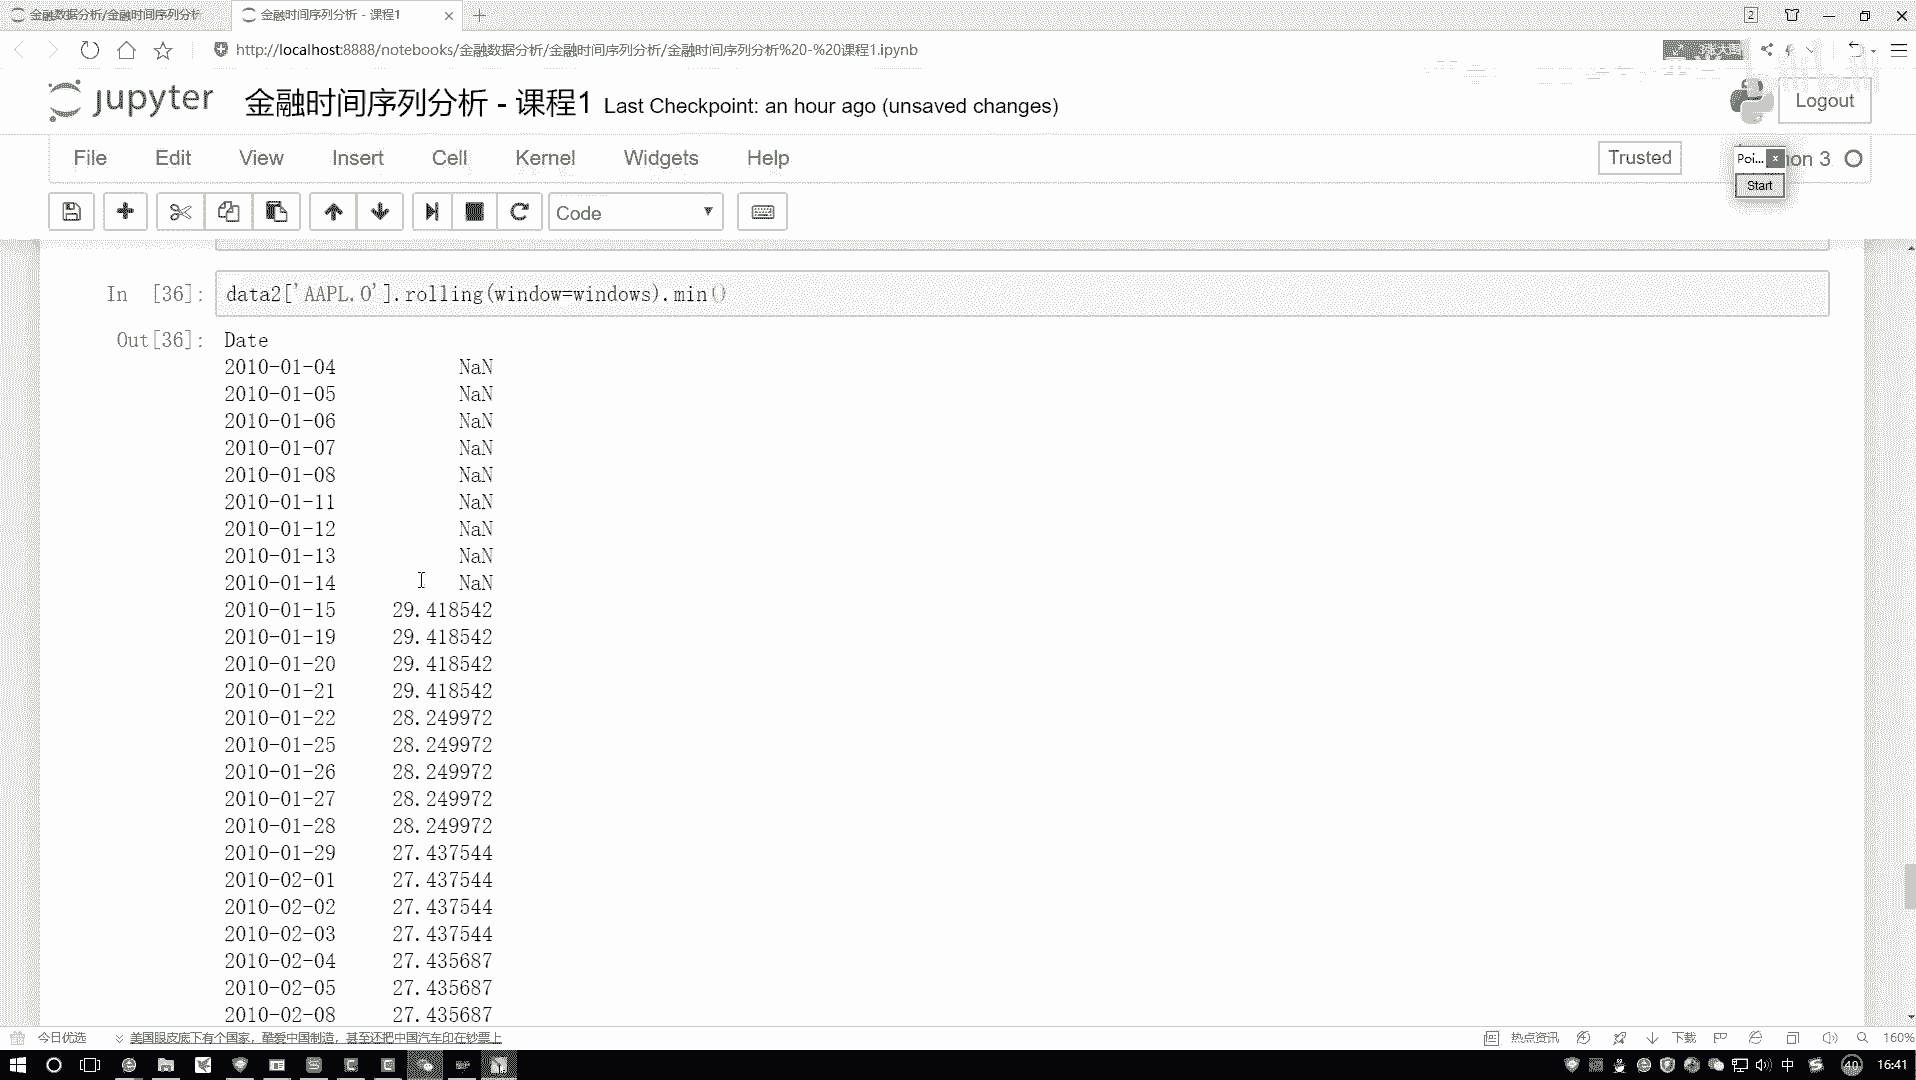 金融数据分析/金融时间序列分析
金融时间序列分析 - 课程1
2
http://localhost:8888/notebooks/金融数据分析/金融时间序列分析/金融时间序列分析%20-%20课程1.ipynb
3张大图
jupyter 金融时间序列分析 - 课程1 Last Checkpoint: an hour ago (unsaved changes)
Logout
File Edit View Insert Cell Kernel Widgets Help
Trusted
Poi... x
hon 3
Start
Code
In [36]: data2['AAPL.O'].rolling(window=windows).min()
Out[36]: Date
2010-01-04 NaN
2010-01-05 NaN
2010-01-06 NaN
2010-01-07 NaN
2010-01-08 NaN
2010-01-11 NaN
2010-01-12 NaN
2010-01-13 NaN
2010-01-14 NaN
2010-01-15 29.418542
2010-01-19 29.418542
2010-01-20 29.418542
2010-01-21 29.418542
2010-01-22 28.249972
2010-01-25 28.249972
2010-01-26 28.249972
2010-01-27 28.249972
2010-01-28 28.249972
2010-01-29 27.437544
2010-02-01 27.437544
2010-02-02 27.437544
2010-02-03 27.437544
2010-02-04 27.435687
2010-02-05 27.435687
2010-02-08 27.435687
今日优选
美国眼皮底下有个国家，酷爱中国制造，甚至还把中国汽车印在钞票上
热点资讯
下载
160%
中
40
16:41